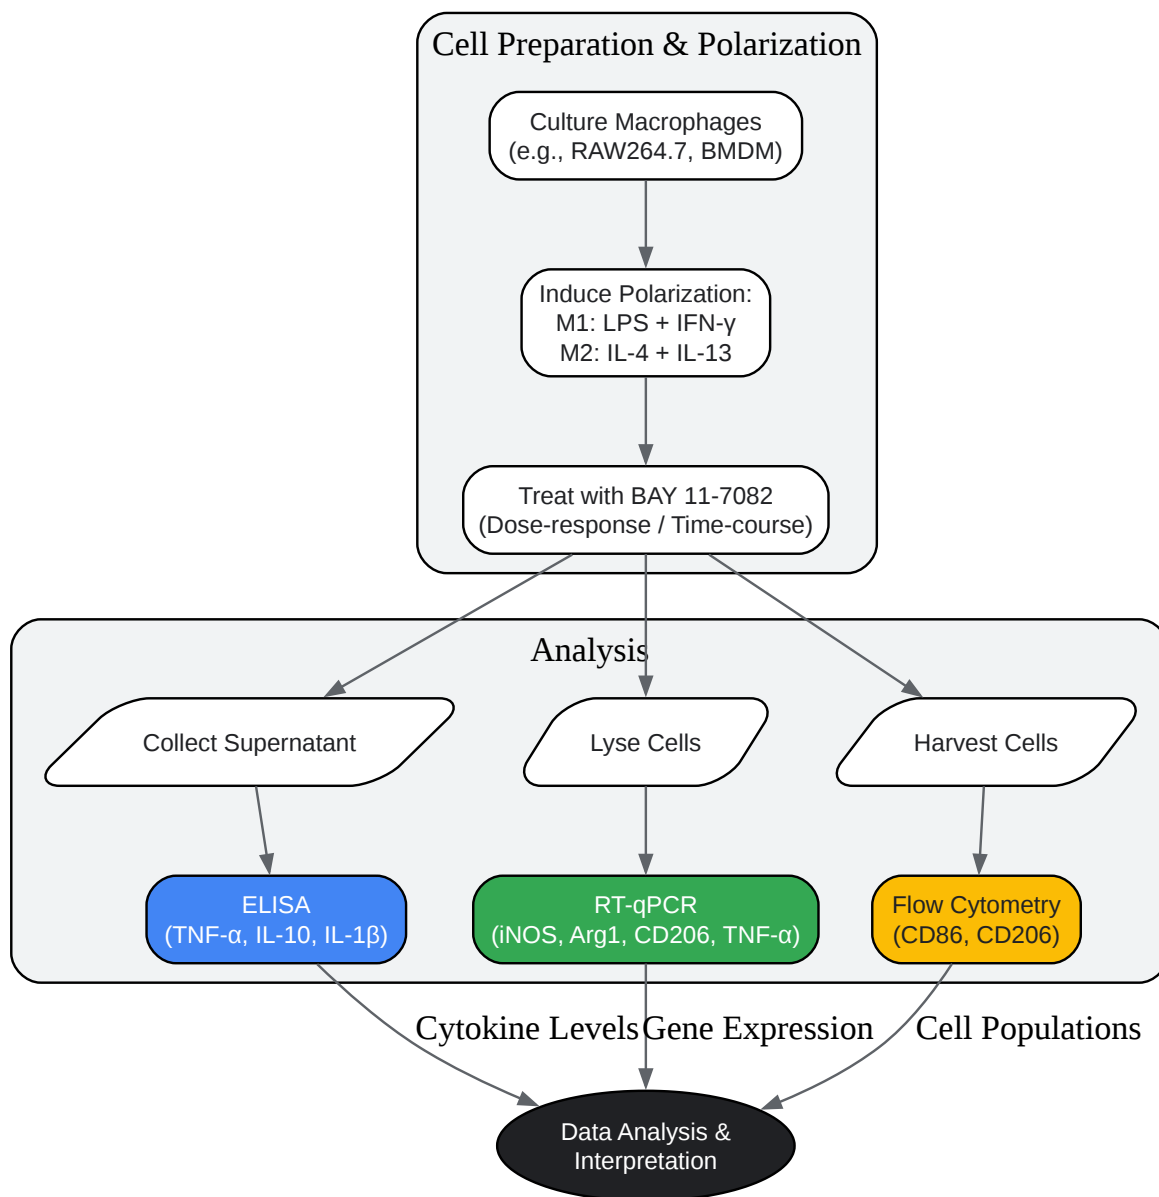 Cell Preparation & Polarization
Culture Macrophages
(e.g., RAW264.7, BMDM)
Induce Polarization:
M1: LPS + IFN-γ
M2: IL-4 + IL-13
Treat with BAY 11-7082
(Dose-response / Time-course)
Analysis
Collect Supernatant
Lyse Cells
Harvest Cells
ELISA
(TNF-α, IL-10, IL-1β)
RT-qPCR
(iNOS, Arg1, CD206, TNF-α)
Flow Cytometry
(CD86, CD206)
Cytokine Levels
Gene Expression
Cell Populations
Data Analysis &
Interpretation